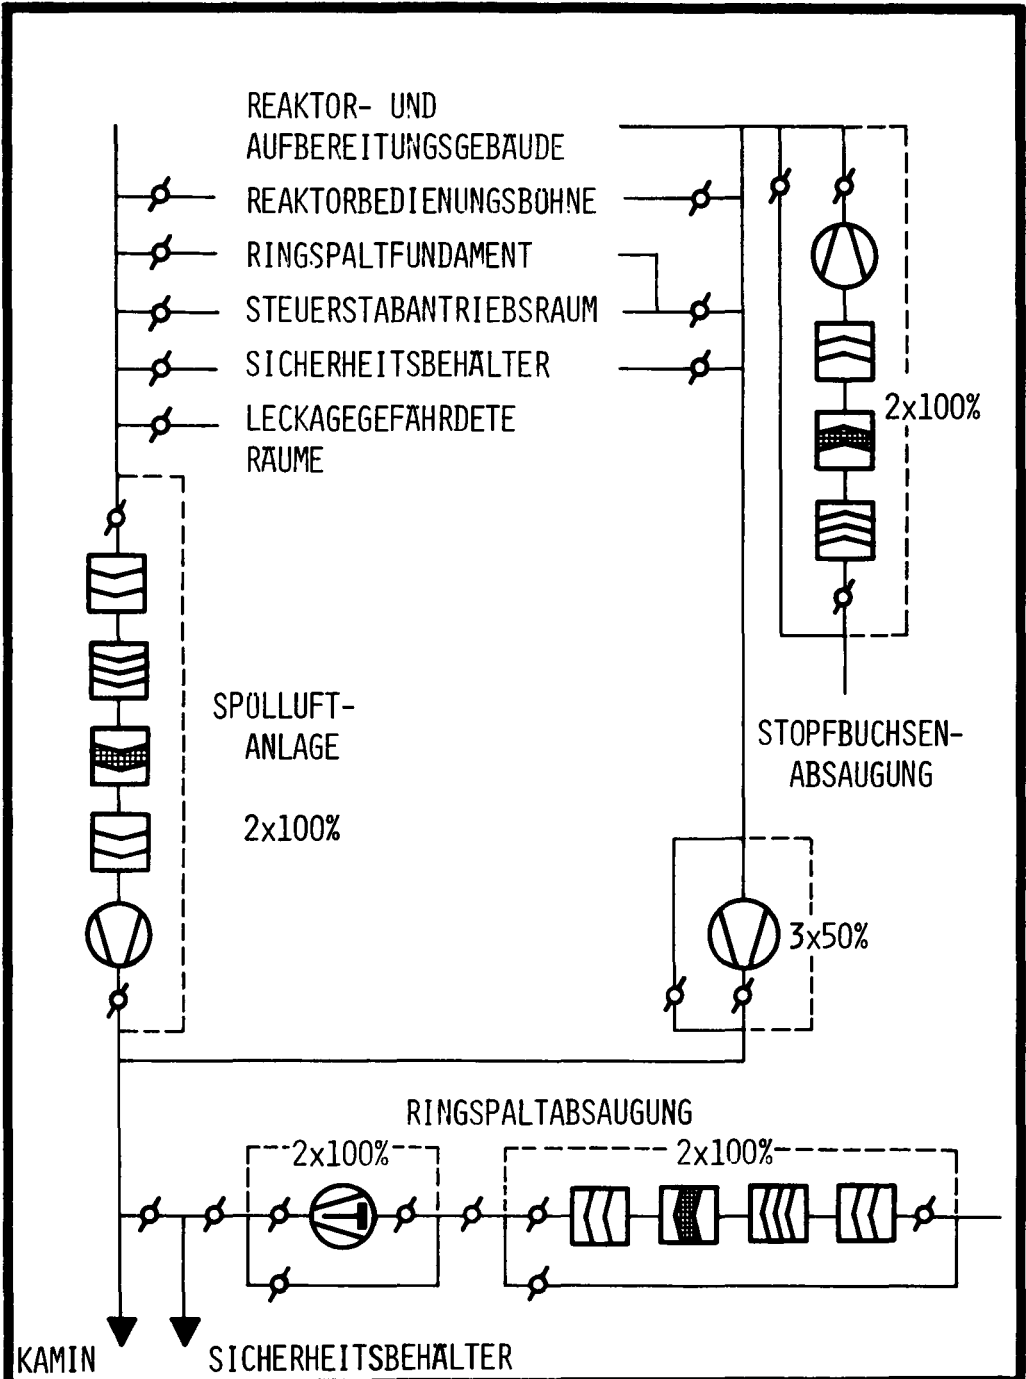 REAKTOR- UND
AUFBEREITUNGSGEBÄUDE
REAKTORBEDIENUNGSBÜHNE
RINGSPALTFUNDAMENT
STEUERSTABANTRIEBSRAUM
SICHERHEITSBEHÄLTER
LECKAGEGEFÄHRDETE
RÄUME
2x100%
SPÜLLUFT-
ANLAGE
2x100%
STOPFBUCHSEN-
ABSAUGUNG
3x50%
RINGSPALTABSAUGUNG
2x100%
2x100%
KAMIN
SICHERHEITSBEHÄLTER